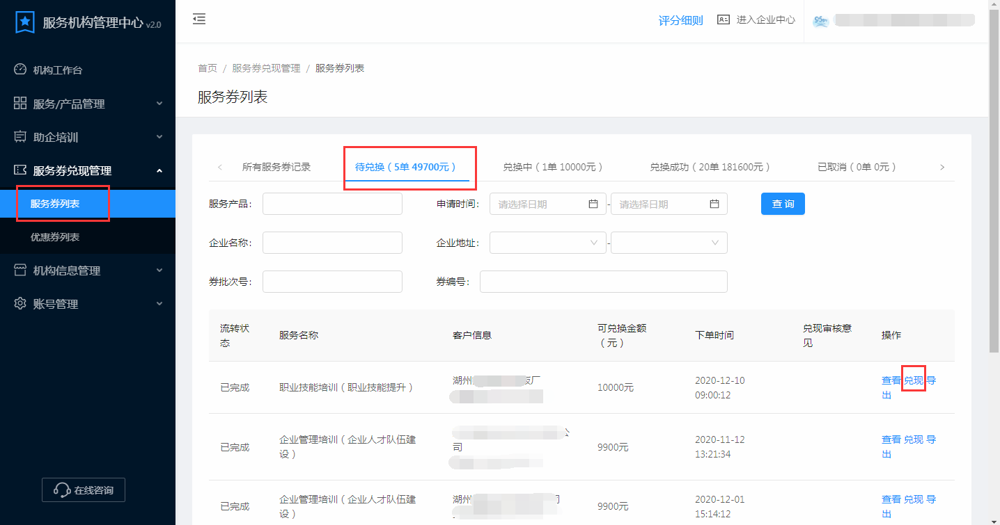 服务机构管理中心 v2.0
评分细则
进入企业中心
机构工作台
服务/产品管理
助企培训
服务券兑现管理
服务券列表
优惠券列表
机构信息管理
账号管理
在线咨询
首页 / 服务券兑现管理 / 服务券列表
服务券列表
所有服务券记录
待兑换（5单 49700元）
兑换中（1单 10000元）
兑换成功（20单 181600元）
已取消（0单 0元）
服务产品：
申请时间：
请选择日期
-
请选择日期
查 询
企业名称：
企业地址：
-
券批次号：
券编号：
流转状
态
服务名称
客户信息
可兑换金额
（元）
下单时间
兑现审核意
见
操作
已完成
职业技能培训（职业技能提升）
湖州
厂
10000元
2020-12-10
09:00:12
查看 兑现 导
出
已完成
企业管理培训（企业人才队伍建
设）
公
司
9900元
2020-11-12
13:21:34
查看 兑现 导
出
已完成
企业管理培训（企业人才队伍建
设）
湖州
9900元
2020-12-01
15:14:12
查看 兑现 导
出